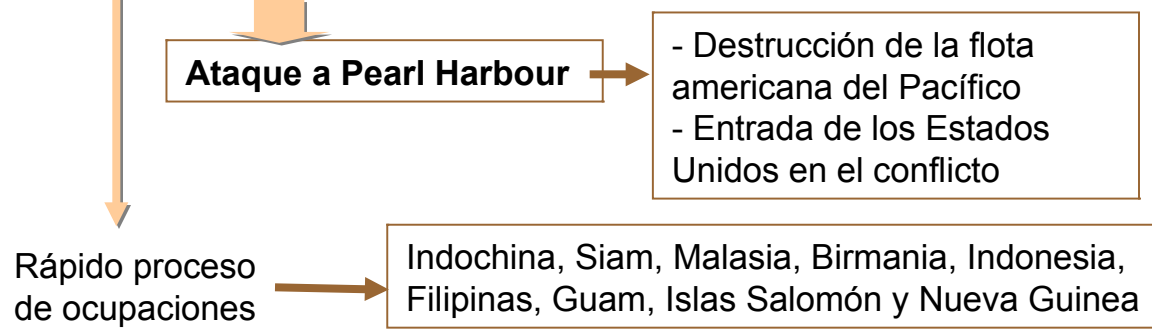 Ataque a Pearl Harbour
- Destrucción de la flota
americana del Pacífico
- Entrada de los Estados
Unidos en el conflicto
Rápido proceso
de ocupaciones
Indochina, Siam, Malasia, Birmania, Indonesia,
Filipinas, Guam, Islas Salomón y Nueva Guinea